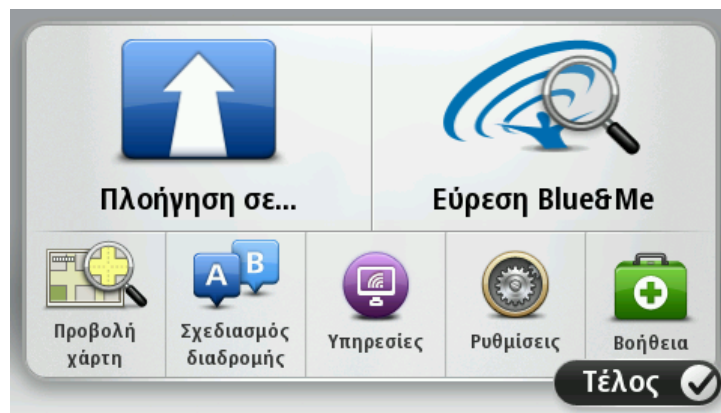 Πλοήγηση σε...
Εύρεση Blue&Me
A B
Προβολή
χάρτη
Σχεδιασμός
διαδρομής
Υπηρεσίες
Ρυθμίσεις
Βοήθεια
Τέλος